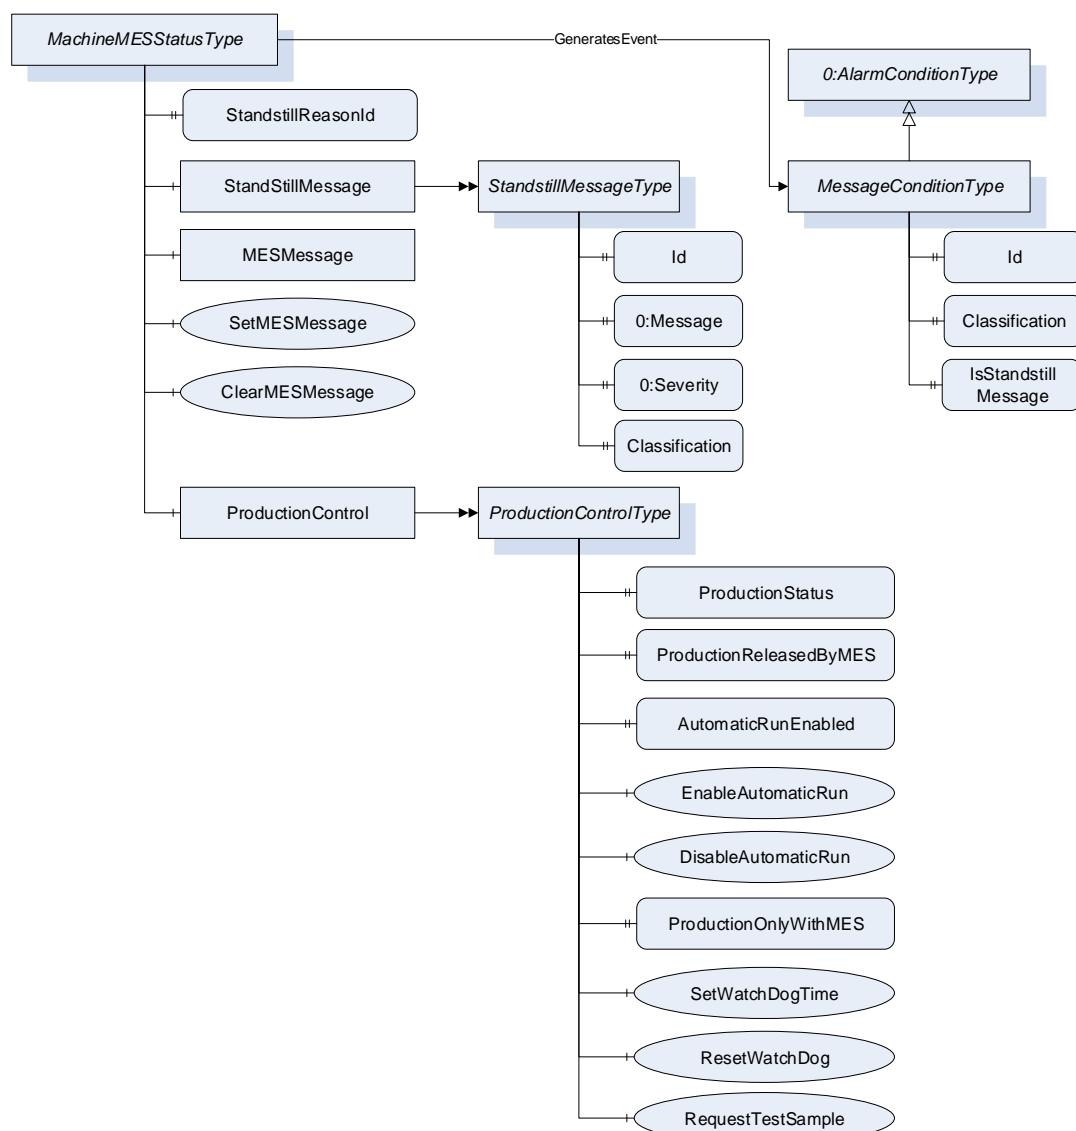 MachineMESStatusType
GeneratesEvent
0:AlarmConditionType
StandstillReasonId
StandStillMessage
StandstillMessageType
MessageConditionType
MESMessage
Id
Id
SetMESMessage
0:Message
Classification
ClearMESMessage
0:Severity
IsStandstill
Message
Classification
ProductionControl
ProductionControlType
ProductionStatus
ProductionReleasedByMES
AutomaticRunEnabled
EnableAutomaticRun
DisableAutomaticRun
ProductionOnlyWithMES
SetWatchDogTime
ResetWatchDog
RequestTestSample